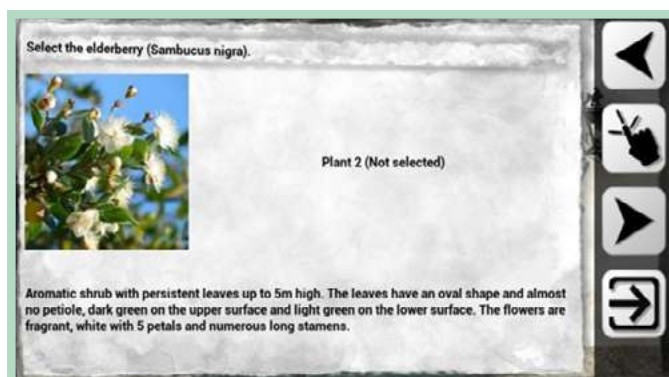 Select the elderberry (Sambucus nigra).
Plant 2 (Not selected)
Aromatic shrub with persistent leaves up to 5m high. The leaves have an oval shape and almost
no petiole, dark green on the upper surface and light green on the lower surface. The flowers are
fragrant, white with 5 petals and numerous long stamens.